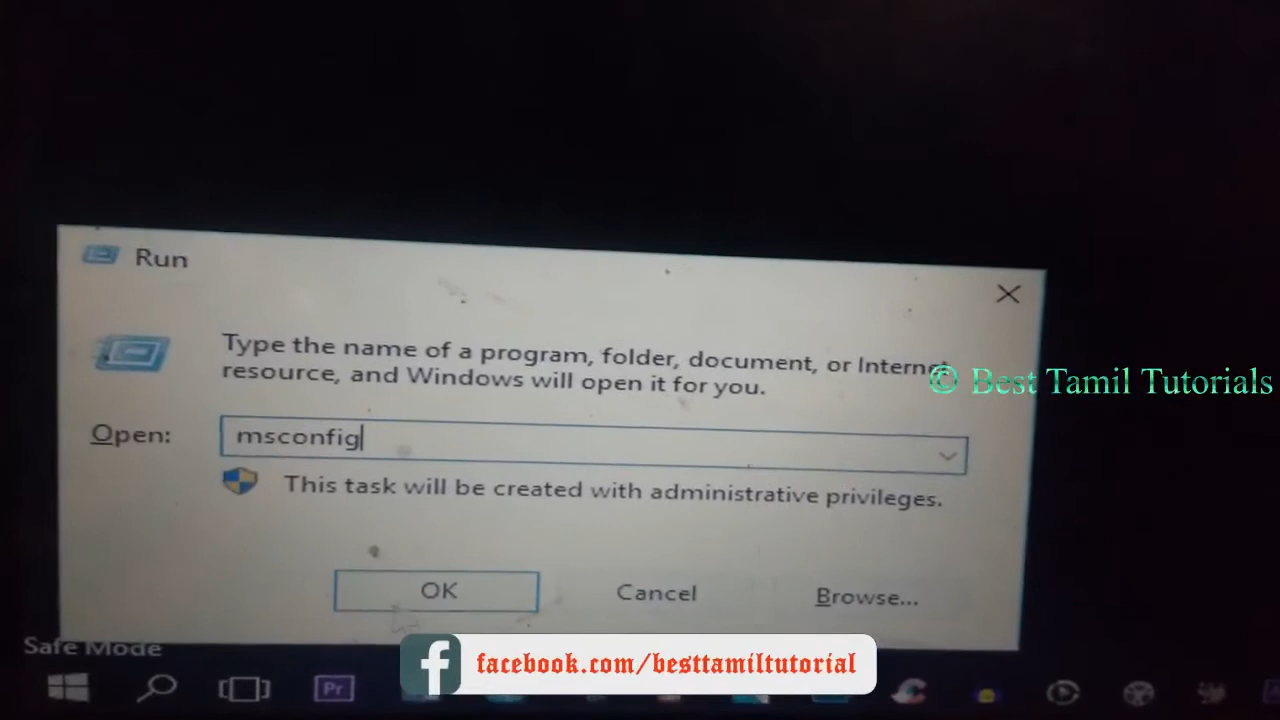 Run
Type the name of a program, folder, document, or Internet
resource, and Windows will open it for you.
© Best Tamil Tutorials
Open: msconfig
This task will be created with administrative privileges.
OK Cancel Browse...
Safe Mode
facebook.com/besttamiltutorial
Pr